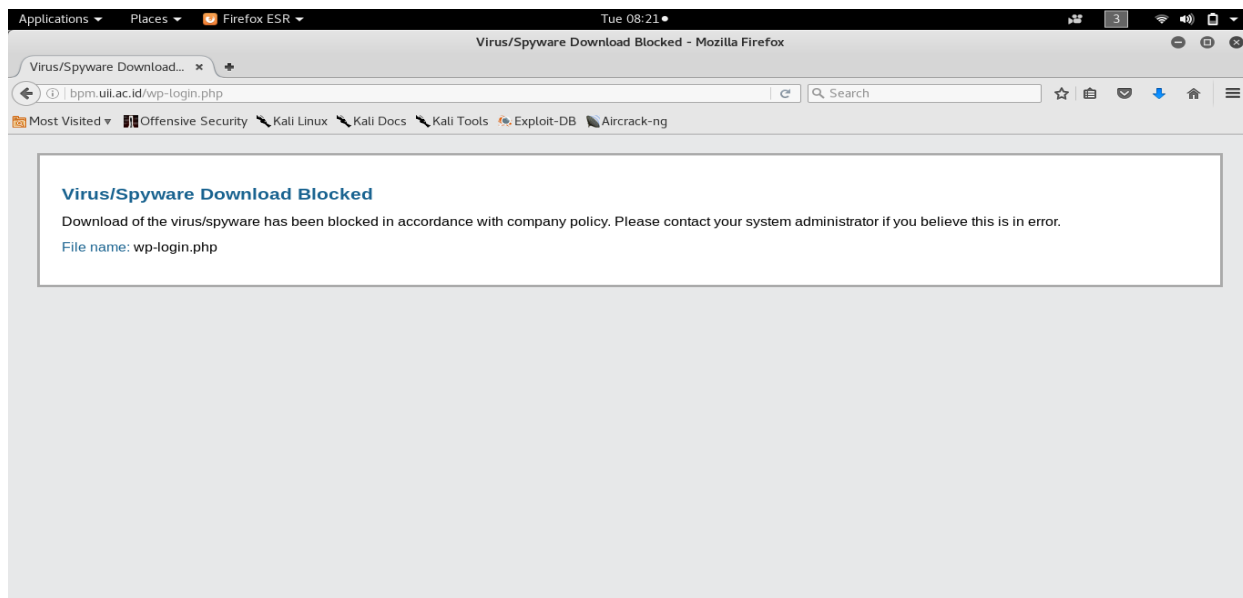 Applications Places Firefox ESR Tue 08:21 3
Virus/Spyware Download Blocked - Mozilla Firefox
Virus/Spyware Download...
bpm.uii.ac.id/wp-login.php Search
Most Visited Offensive Security Kali Linux Kali Docs Kali Tools Exploit-DB Aircrack-ng
Virus/Spyware Download Blocked
Download of the virus/spyware has been blocked in accordance with company policy. Please contact your system administrator if you believe this is in error.
File name: wp-login.php